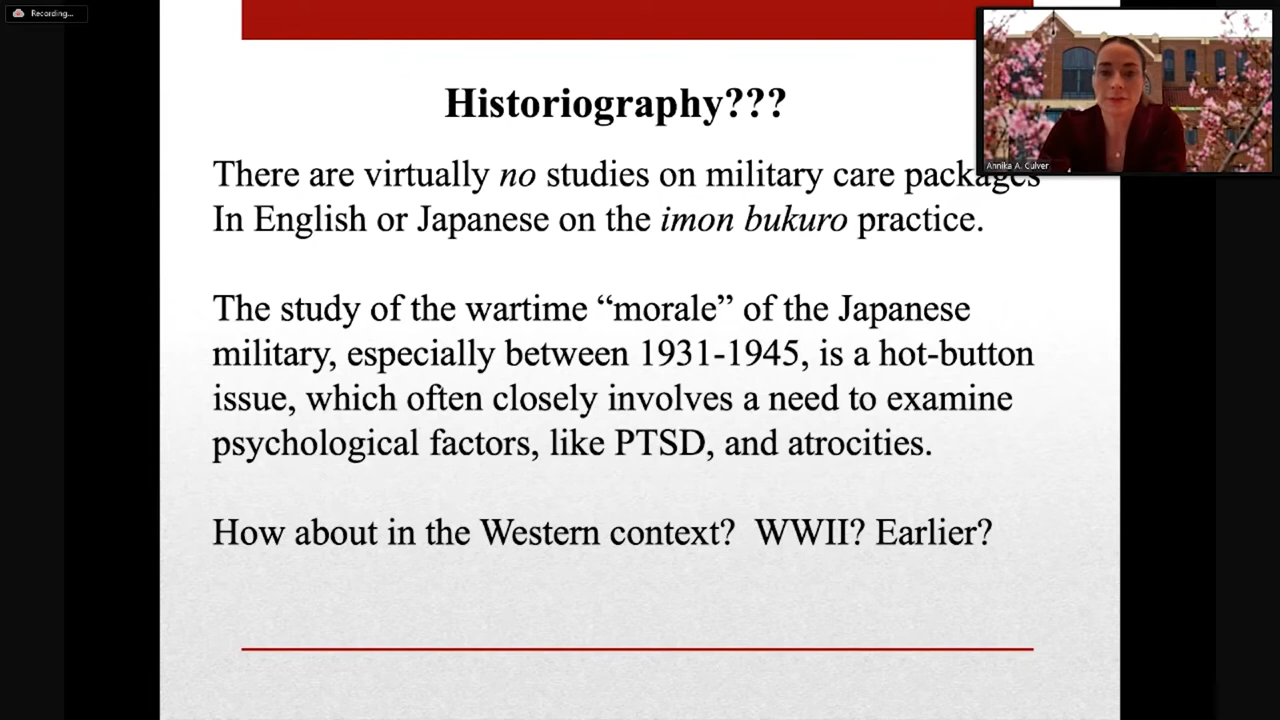 Recording...
Historiography???
Annika A. Culver
There are virtually no studies on military care packages
In English or Japanese on the imon bukuro practice.
The study of the wartime “morale” of the Japanese
military, especially between 1931-1945, is a hot-button
issue, which often closely involves a need to examine
psychological factors, like PTSD, and atrocities.
How about in the Western context?  WWII? Earlier?